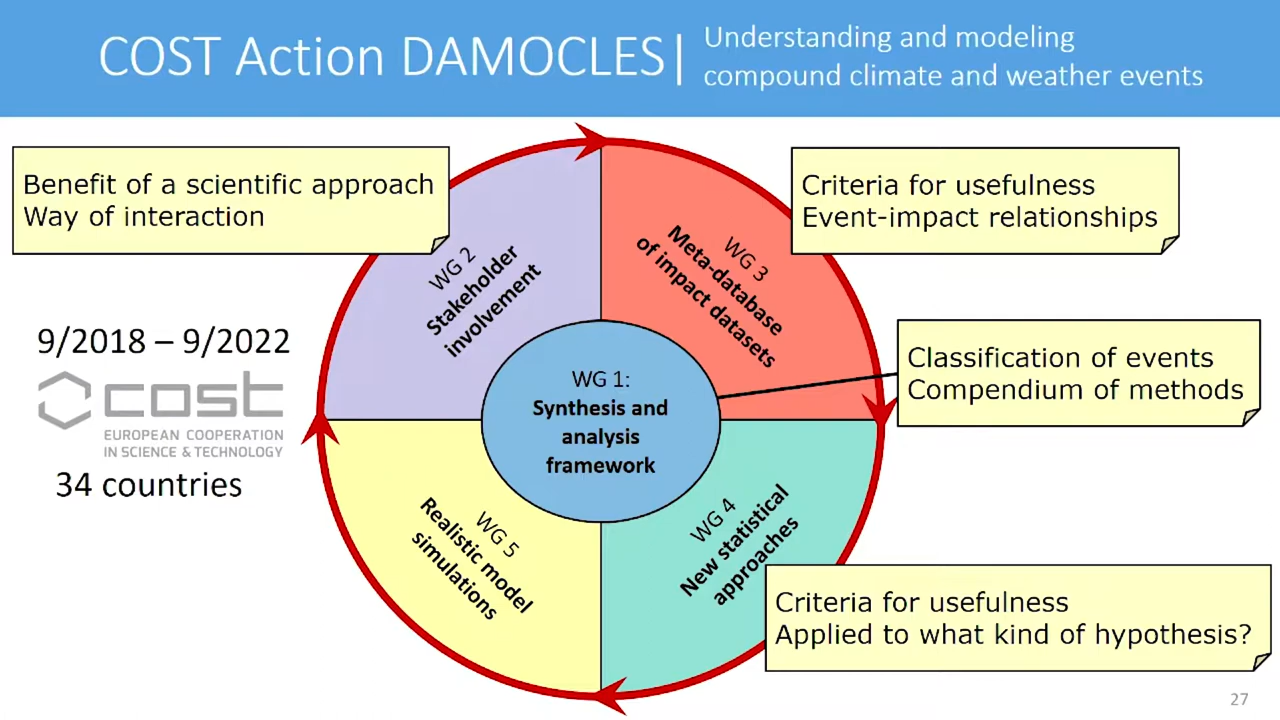 COST Action DAMOCLES|
Understanding and modeling
compound climate and weather events
Benefit of a scientific approach
Way of interaction
Criteria for usefulness
Event-impact relationships
WG 2
Stakeholder
involvement
WG 3
Meta-database
of impact datasets
9/2018 – 9/2022
cost
EUROPEAN COOPERATION
IN SCIENCE & TECHNOLOGY
34 countries
WG 1:
Synthesis and
analysis
framework
Classification of events
Compendium of methods
WG 5
Realistic model
simulations
WG 4
New statistical
approaches
Criteria for usefulness
Applied to what kind of hypothesis?
27